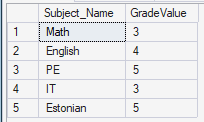 Subject_Name GradeValue
1 Math 3
2 English 4
3 PE 5
4 IT 3
5 Estonian 5